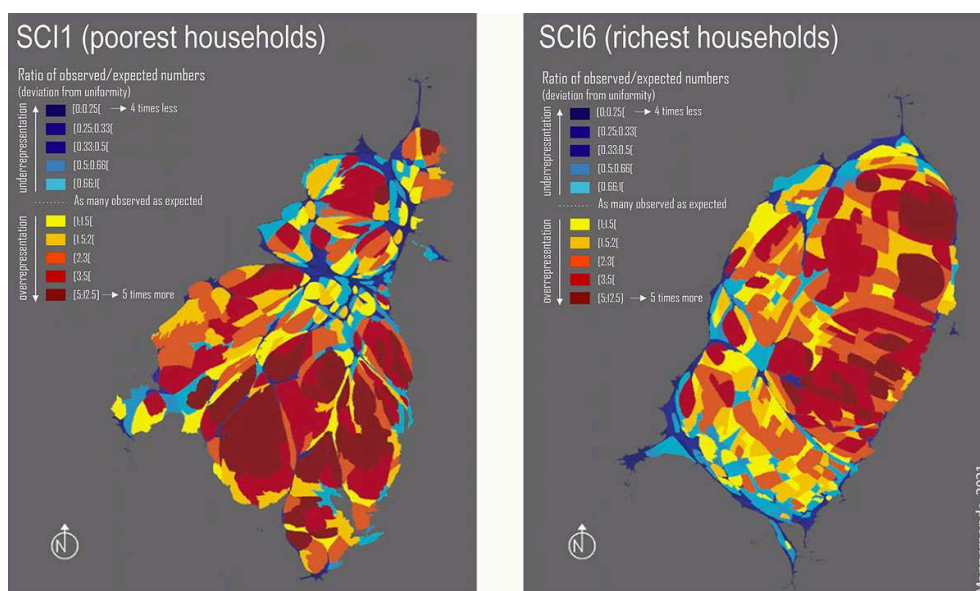 SCI1 (poorest households)
Ratio of observed/expected numbers
(deviation from uniformity)
underrepresentation
[0;0.25[ → 4 times less
[0.25;0.33[
[0.33;0.5[
[0.5;0.66[
[0.66;1[
As many observed as expected
overrepresentation
[1;1.5[
[1.5;2[
[2;3[
[3;5[
[5;12.5] → 5 times more
N
SCI6 (richest households)
Ratio of observed/expected numbers
(deviation from uniformity)
underrepresentation
[0;0.25[ → 4 times less
[0.25;0.33[
[0.33;0.5[
[0.5;0.66[
[0.66;1[
As many observed as expected
overrepresentation
[1;1.5[
[1.5;2[
[2;3[
[3;5[
[5;12.5] → 5 times more
N
2021